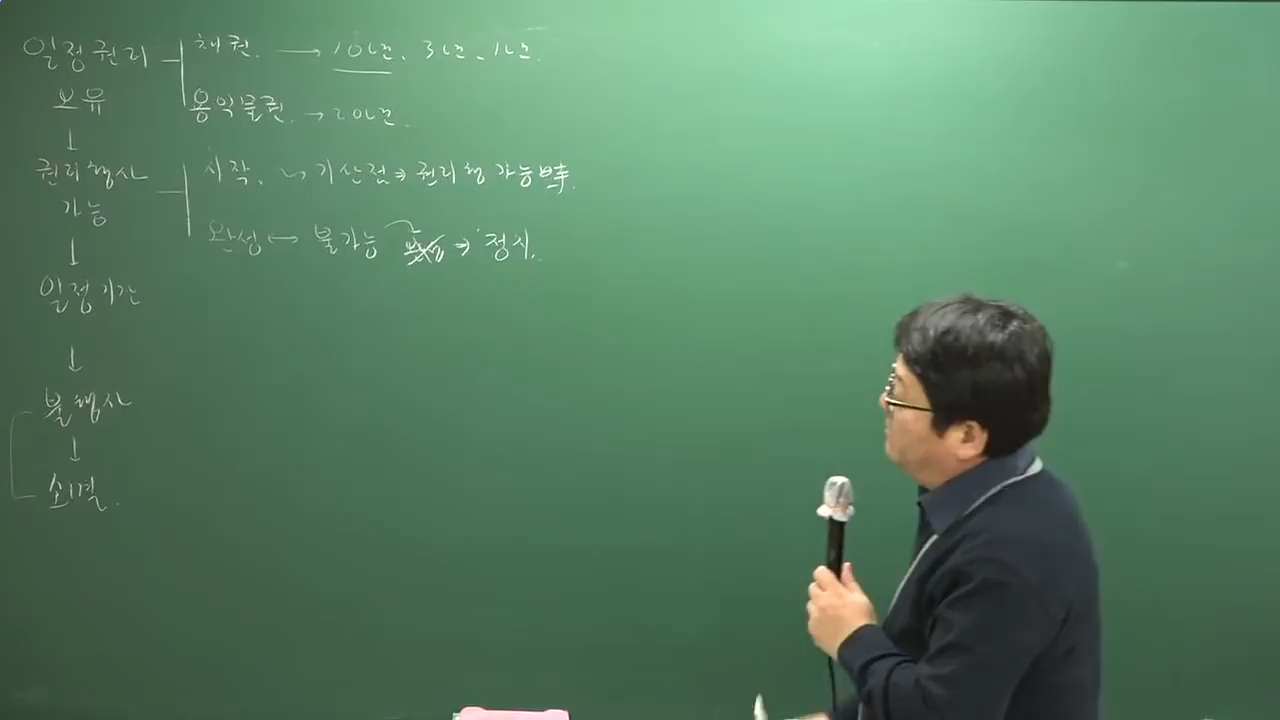 일정권리 채권. → 10년. 3년. 1년.
보유 용익물권. → 20년.
↓
권리행사 시작. 기산점 → 권리행 가능
가능 완성 ↔ 불가능 → 정지.
↓
일정기간
↓
불행사
↓
소멸.